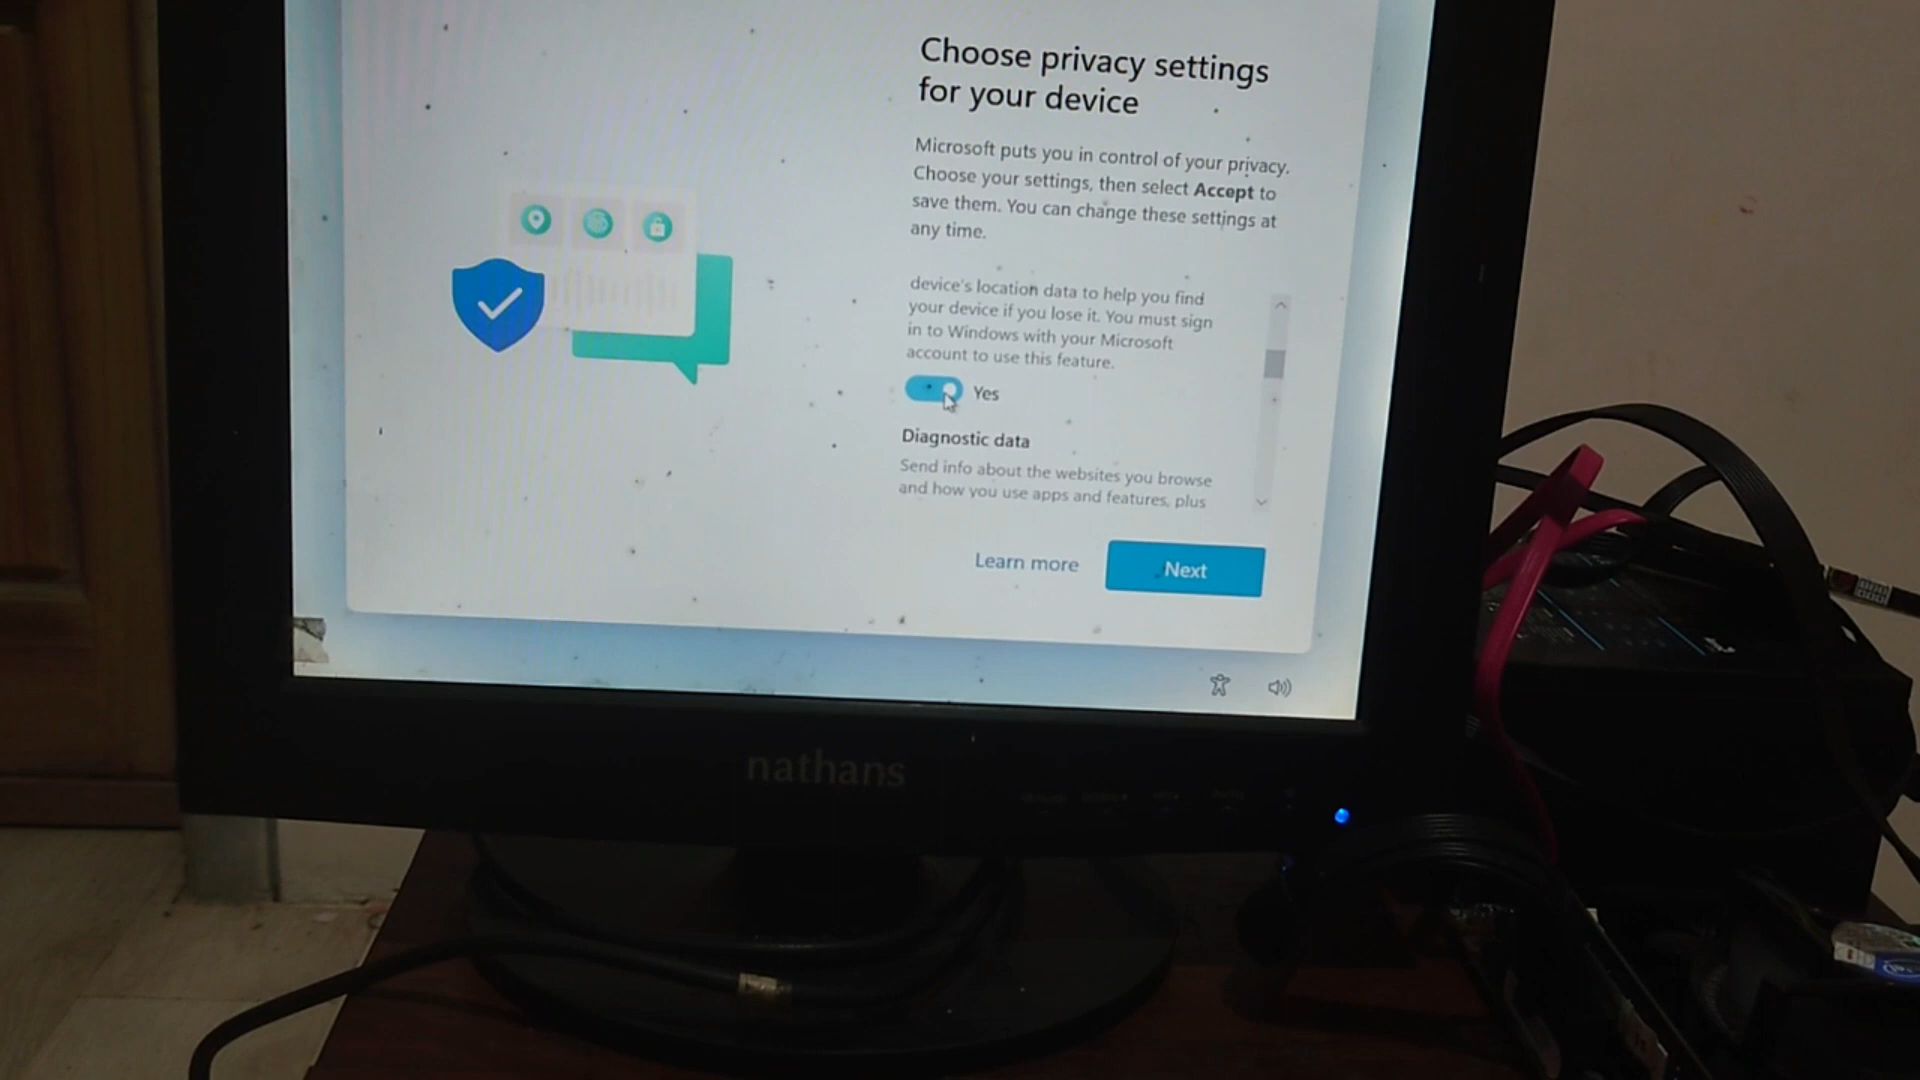 Choose privacy settings
for your device
Microsoft puts you in control of your privacy.
Choose your settings, then select Accept to
save them. You can change these settings at
any time.
device's location data to help you find
your device if you lose it. You must sign
in to Windows with your Microsoft
account to use this feature.
Yes
Diagnostic data
Send info about the websites you browse
and how you use apps and features, plus
Learn more
Next
nathans